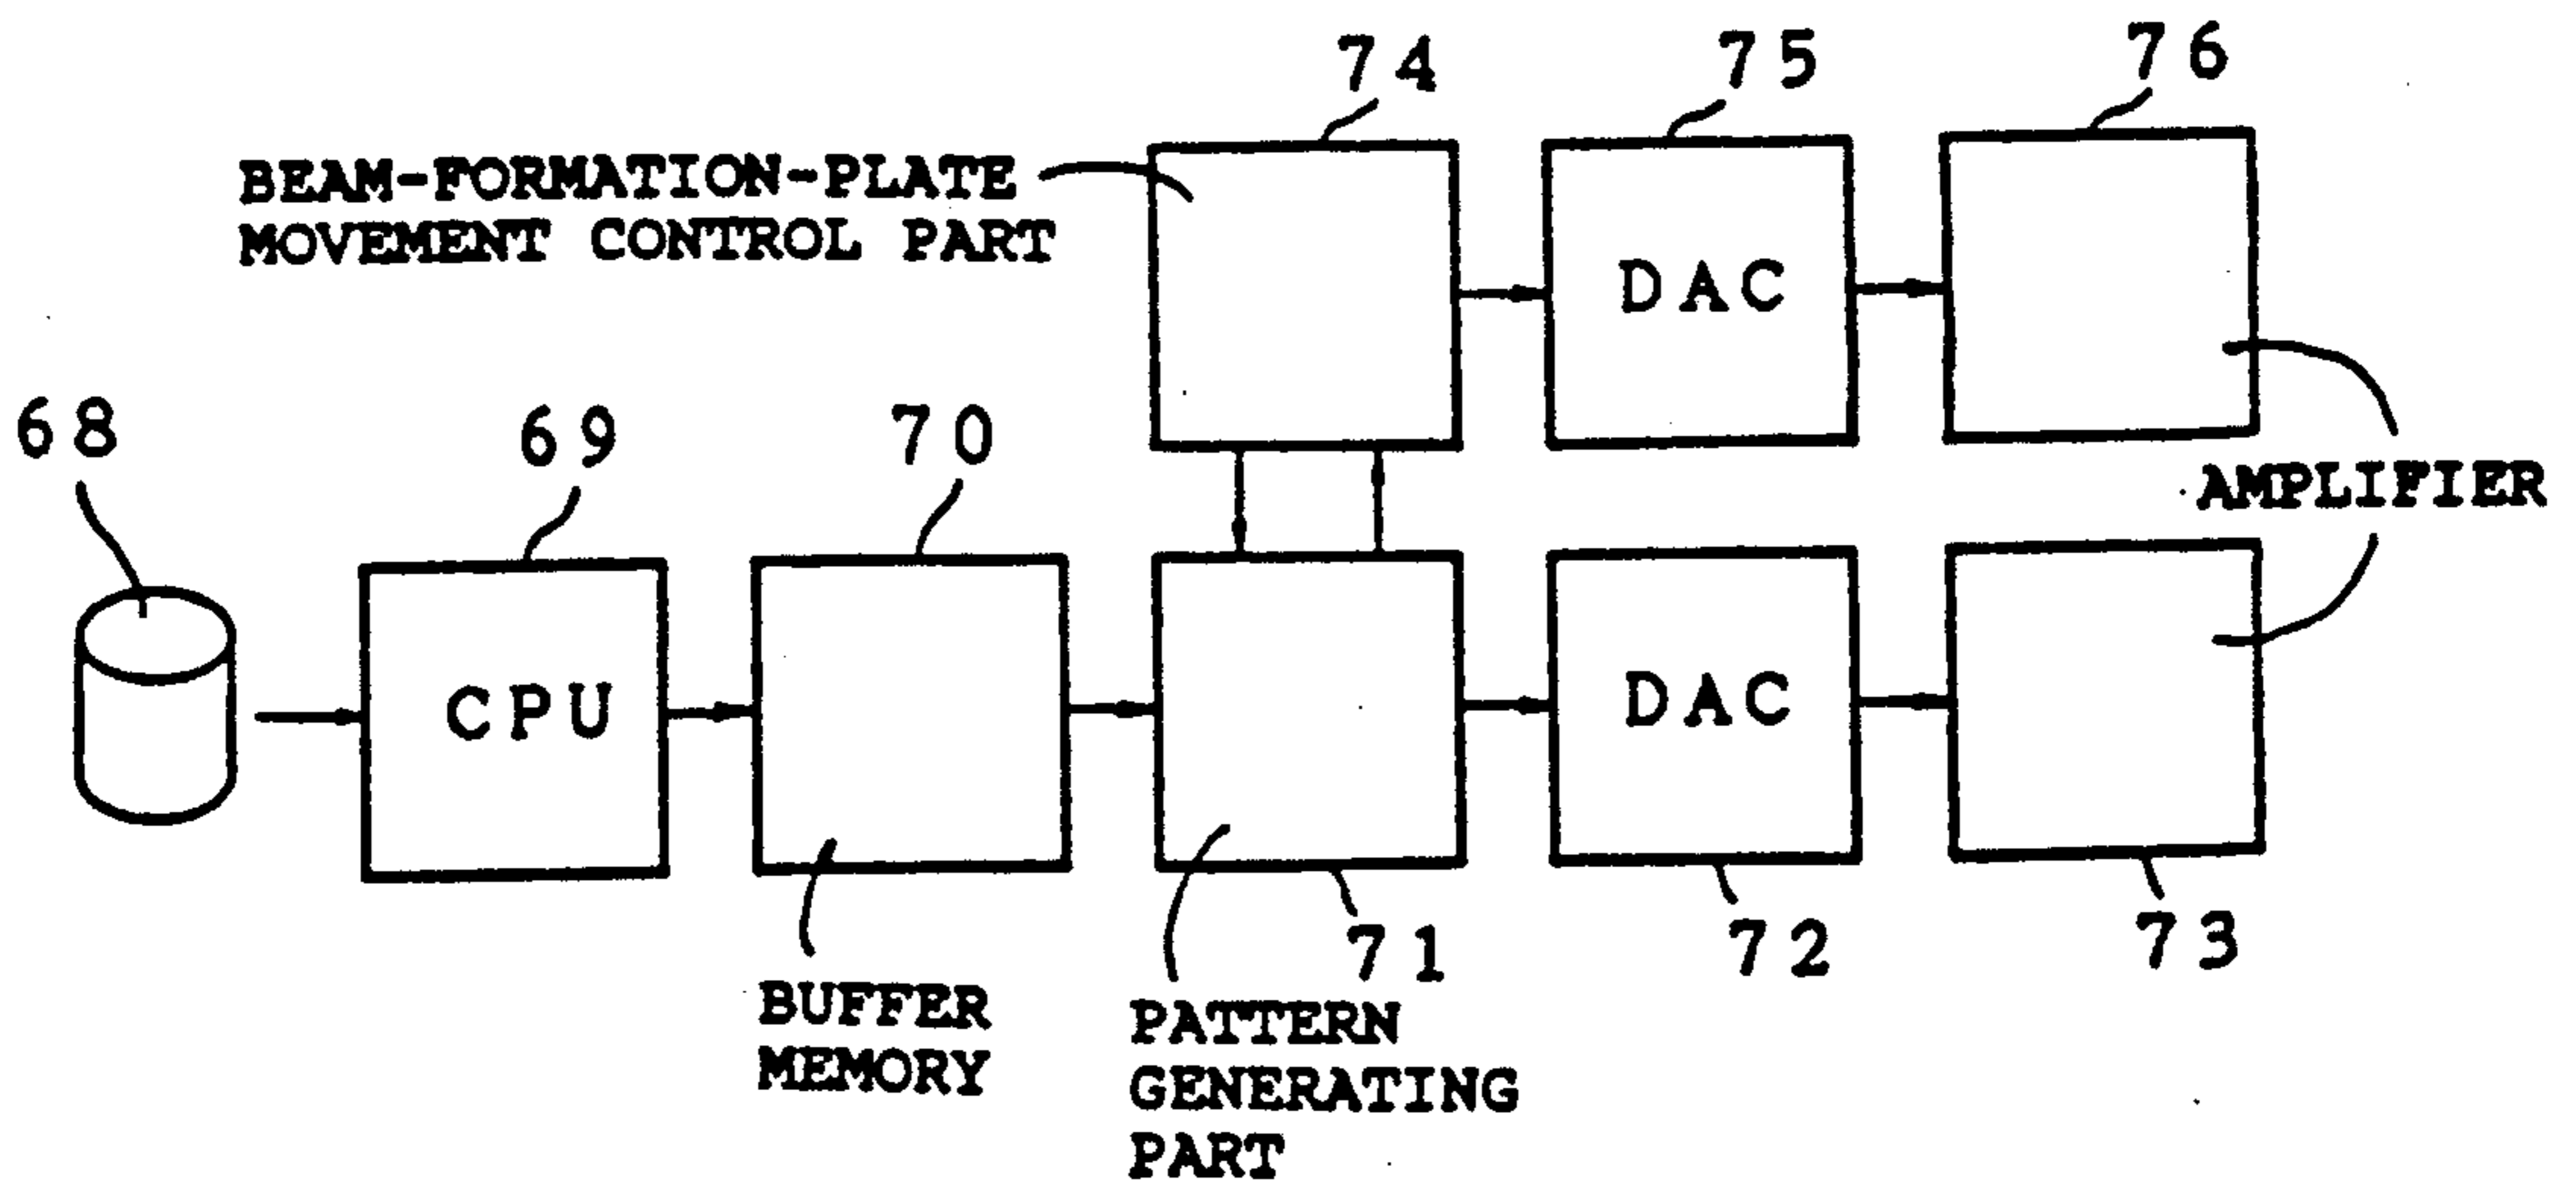 74
75
76
BEAM-FORMATION-PLATE
MOVEMENT CONTROL PART
DAC
68
69
70
AMPLIFIER
CPU
DAC
71
72
73
BUFFER
MEMORY
PATTERN
GENERATING
PART